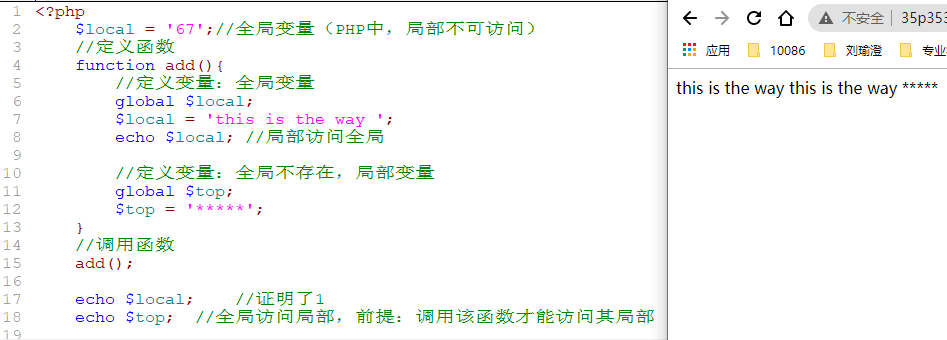 1 <?php
2 $local = '67';//全局变量（PHP中，局部不可访问）
3 //定义函数
4 function add(){
5 //定义变量：全局变量
6 global $local;
7 $local = 'this is the way ';
8 echo $local; //局部访问全局
9
10 //定义变量：全局不存在，局部变量
11 global $top;
12 $top = '*****';
13 }
14 //调用函数
15 add();
16
17 echo $local; //证明了1
18 echo $top; //全局访问局部，前提：调用该函数才能访问其局部
19
不安全 | 35p353
应用 10086 刘瑜澄 专业
this is the way this is the way *****